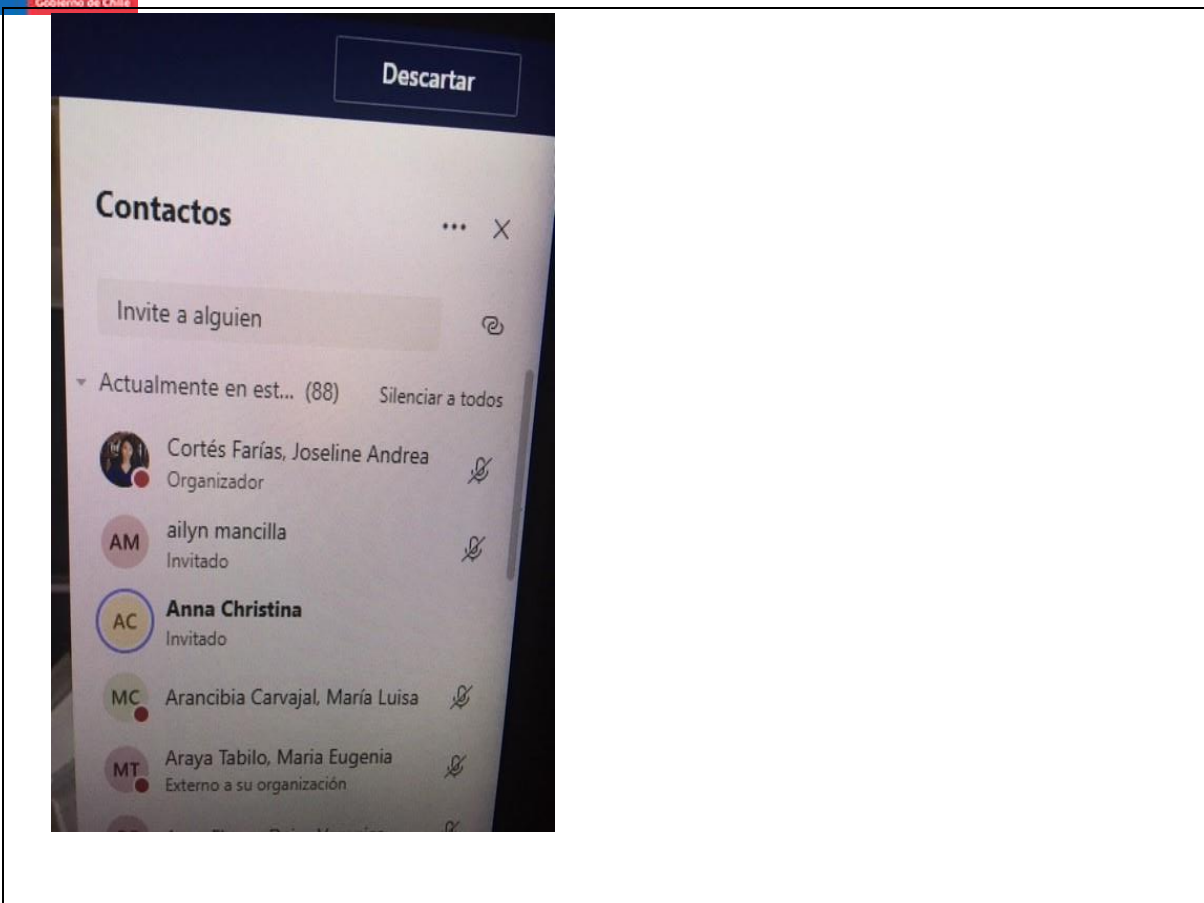 Gobierno de Chile
Descartar
Contactos
Invite a alguien
Actualmente en est... (88) Silenciar a todos
Cortés Farías, Joseline Andrea
Organizador
AM ailyn mancilla
Invitado
AC Anna Christina
Invitado
MC Arancibia Carvajal, María Luisa
MT Araya Tabilo, Maria Eugenia
Externo a su organización